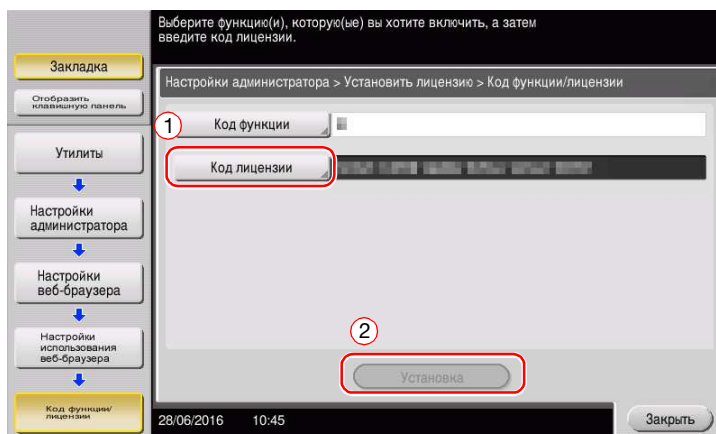 Выберите функцию(и), которую(ые) вы хотите включить, а затем
введите код лицензии.
Закладка
Отобразить
клавишную панель
Утилиты
Настройки
администратора
Настройки
веб-браузера
Настройки
использования
веб-браузера
Код функции/
лицензии
Настройки администратора > Установить лицензию > Код функции/лицензии
1
Код функции
Код лицензии
2
Установка
28/06/2016 10:45
Закрыть